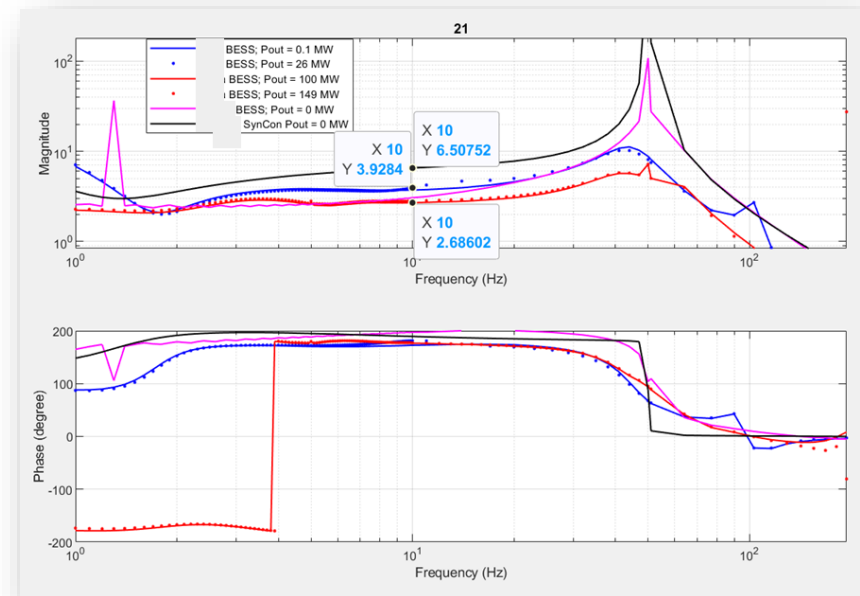 21
Magnitude
10²
10¹
10⁰
BESS; Pout = 0.1 MW
BESS; Pout = 26 MW
BESS; Pout = 100 MW
BESS; Pout = 149 MW
BESS; Pout = 0 MW
SynCon Pout = 0 MW
X 10
Y 3.9284
X 10
Y 6.50752
X 10
Y 2.68602
10⁰
10²
Frequency (Hz)
Phase (degree)
200
100
0
-100
-200
10⁰
10¹
10²
Frequency (Hz)